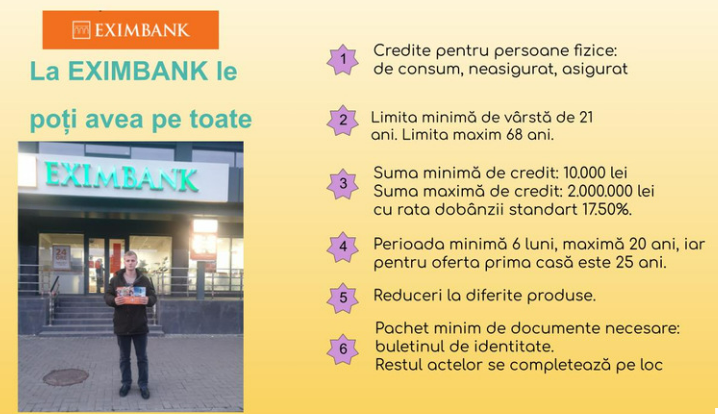 EXIMBANK
La EXIMBANK le
poți avea pe toate
EXIMBANK
24
1
Credite pentru persoane fizice:
de consum, neasigurat, asigurat
2
Limita minimă de vârstă de 21
ani. Limita maxim 68 ani.
3
Suma minimă de credit: 10.000 lei
Suma maximă de credit: 2.000.000 lei
cu rata dobânzii standart 17.50%.
4
Perioada minimă 6 luni, maximă 20 ani, iar
pentru oferta prima casă este 25 ani.
5
Reduceri la diferite produse.
6
Pachet minim de documente necesare:
buletinul de identitate.
Restul actelor se completează pe loc